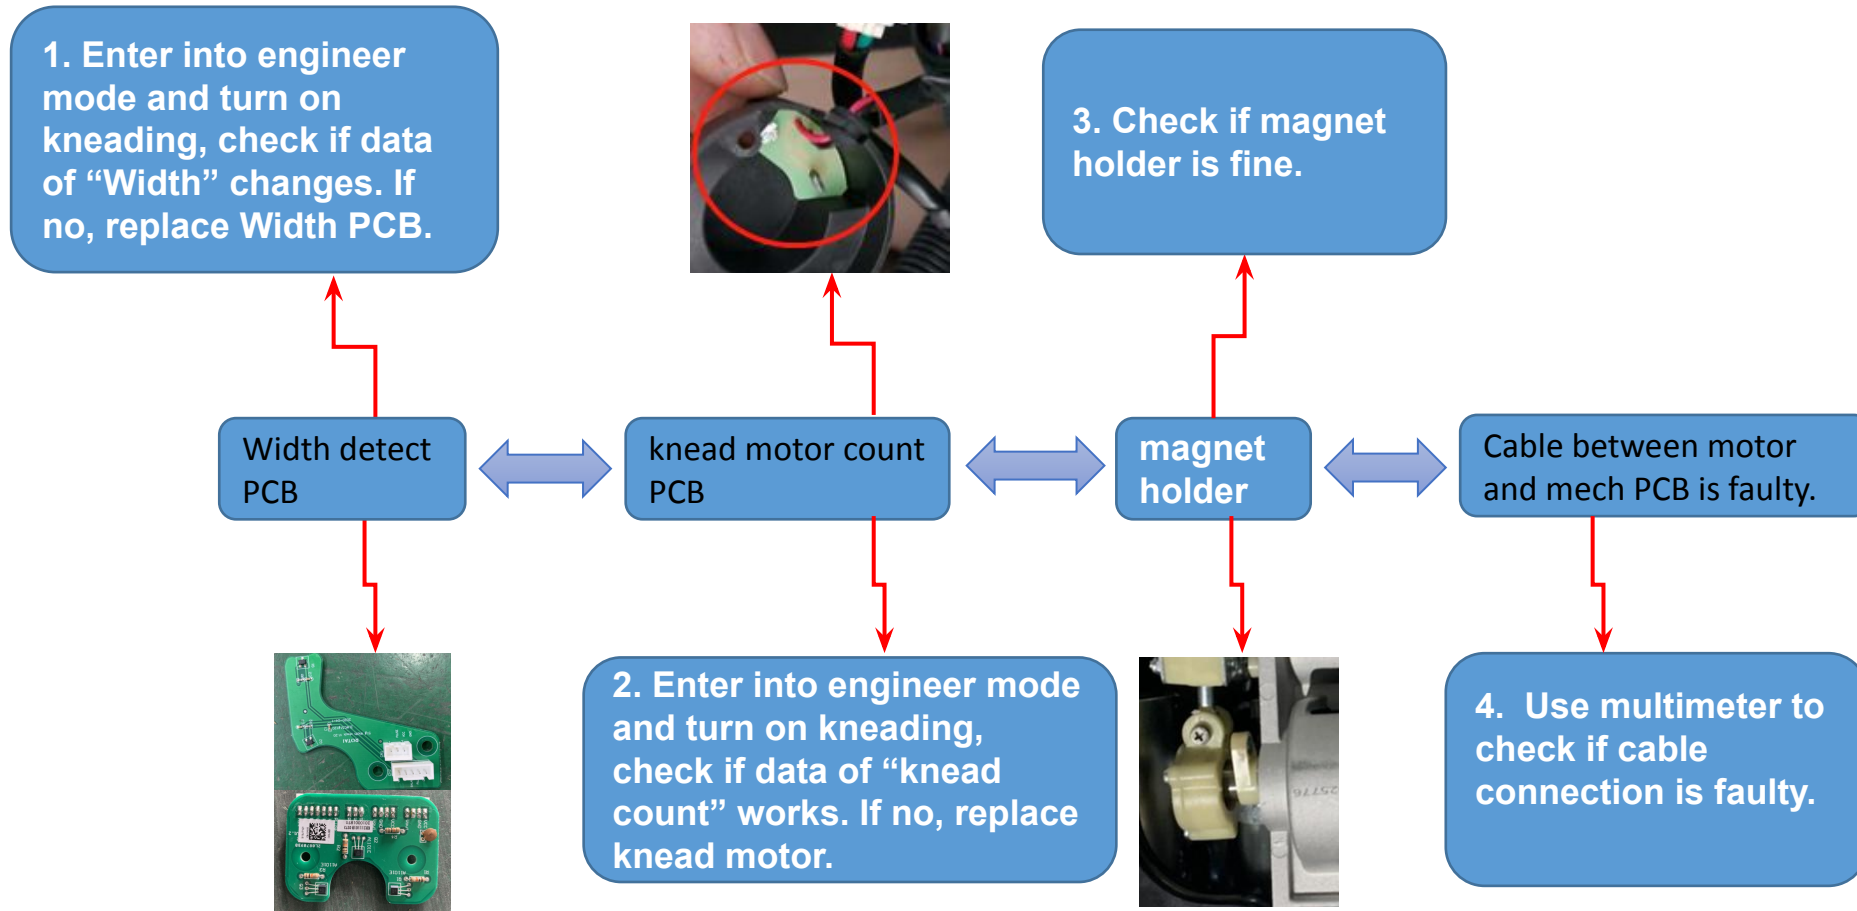 1. Enter into engineer
mode and turn on
kneading, check if data
of “Width” changes. If
no, replace Width PCB.
3. Check if magnet
holder is fine.
Width detect
PCB
knead motor count
PCB
magnet
holder
Cable between motor
and mech PCB is faulty.
2. Enter into engineer mode
and turn on kneading,
check if data of “knead
count” works. If no, replace
knead motor.
25776
4. Use multimeter to
check if cable
connection is faulty.